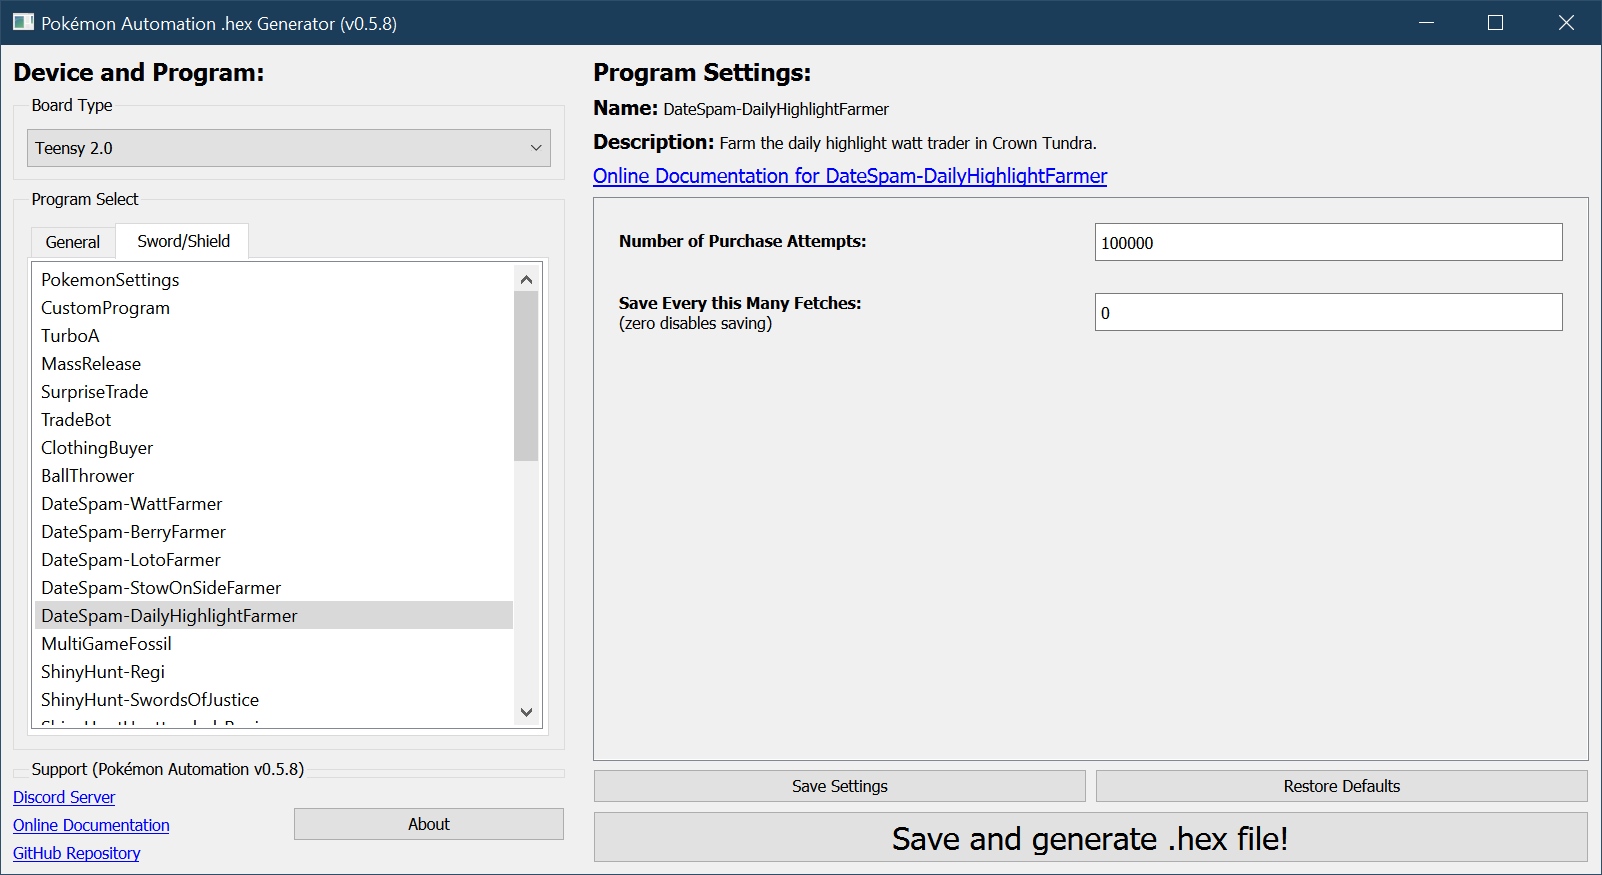 Pokémon Automation .hex Generator (v0.5.8)
Device and Program:
Board Type
Teensy 2.0
Program Select
General
Sword/Shield
PokemonSettings
CustomProgram
TurboA
MassRelease
SurpriseTrade
TradeBot
ClothingBuyer
BallThrower
DateSpam-WattFarmer
DateSpam-BerryFarmer
DateSpam-LotoFarmer
DateSpam-StowOnSideFarmer
DateSpam-DailyHighlightFarmer
MultiGameFossil
ShinyHunt-Regi
ShinyHunt-SwordsOfJustice
Support (Pokémon Automation v0.5.8)
Discord Server
Online Documentation
GitHub Repository
About
Program Settings:
Name: DateSpam-DailyHighlightFarmer
Description: Farm the daily highlight watt trader in Crown Tundra.
Online Documentation for DateSpam-DailyHighlightFarmer
Number of Purchase Attempts:
100000
Save Every this Many Fetches:
(zero disables saving)
0
Save Settings
Restore Defaults
Save and generate .hex file!